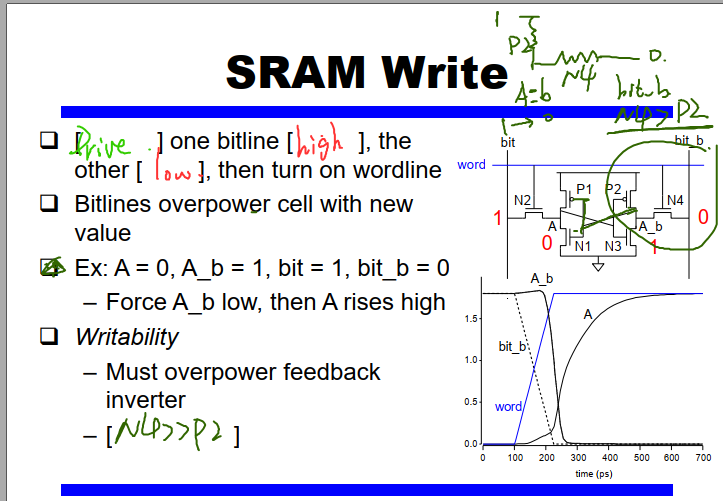 SRAM Write
1
P2
0.
N4
A_b
1 → 0
bit_b
N4 > P2
[Drive ] one bitline [high ], the
other [ low ], then turn on wordline
Bitlines overpower cell with new
value
Ex: A = 0, A_b = 1, bit = 1, bit_b = 0
– Force A_b low, then A rises high
Writability
– Must overpower feedback
inverter
– [N4>>P2 ]
bit
bit_b
word
P1 P2
N2 N4
1 A A_b 0
0 N1 N3 1
A_b
A
1.5
bit_b
1.0
0.5
word
0.0
0 100 200 300 400 500 600 700
time (ps)